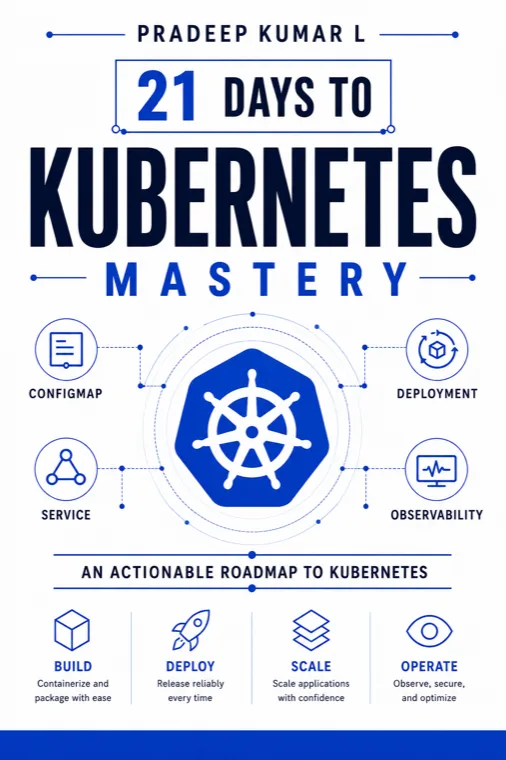 PRADEEP KUMAR L
21 DAYS TO
KUBERNETES
MASTERY
CONFIGMAP
DEPLOYMENT
SERVICE
OBSERVABILITY
AN ACTIONABLE ROADMAP TO KUBERNETES
BUILD
Containerize and
package with ease
DEPLOY
Release reliably
every time
SCALE
Scale applications
with confidence
OPERATE
Observe, secure,
and optimize